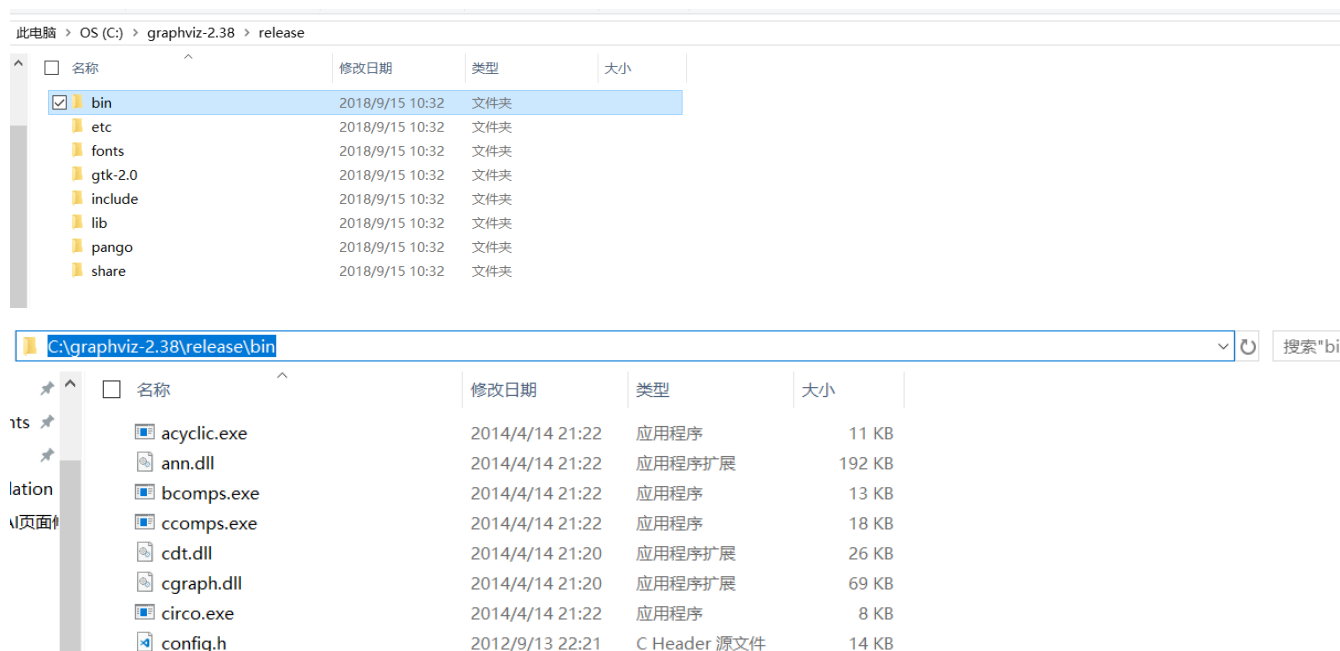 此电脑 > OS (C:) > graphviz-2.38 > release
名称 修改日期 类型 大小
bin 2018/9/15 10:32 文件夹
etc 2018/9/15 10:32 文件夹
fonts 2018/9/15 10:32 文件夹
gtk-2.0 2018/9/15 10:32 文件夹
include 2018/9/15 10:32 文件夹
lib 2018/9/15 10:32 文件夹
pango 2018/9/15 10:32 文件夹
share 2018/9/15 10:32 文件夹
C:\graphviz-2.38\release\bin 搜索"bi
名称 修改日期 类型 大小
nts
lation
AI页面
acyclic.exe 2014/4/14 21:22 应用程序 11 KB
ann.dll 2014/4/14 21:22 应用程序扩展 192 KB
bcomps.exe 2014/4/14 21:22 应用程序 13 KB
ccomps.exe 2014/4/14 21:22 应用程序 18 KB
cdt.dll 2014/4/14 21:20 应用程序扩展 26 KB
cgraph.dll 2014/4/14 21:20 应用程序扩展 69 KB
circo.exe 2014/4/14 21:22 应用程序 8 KB
config.h 2012/9/13 22:21 C Header 源文件 14 KB